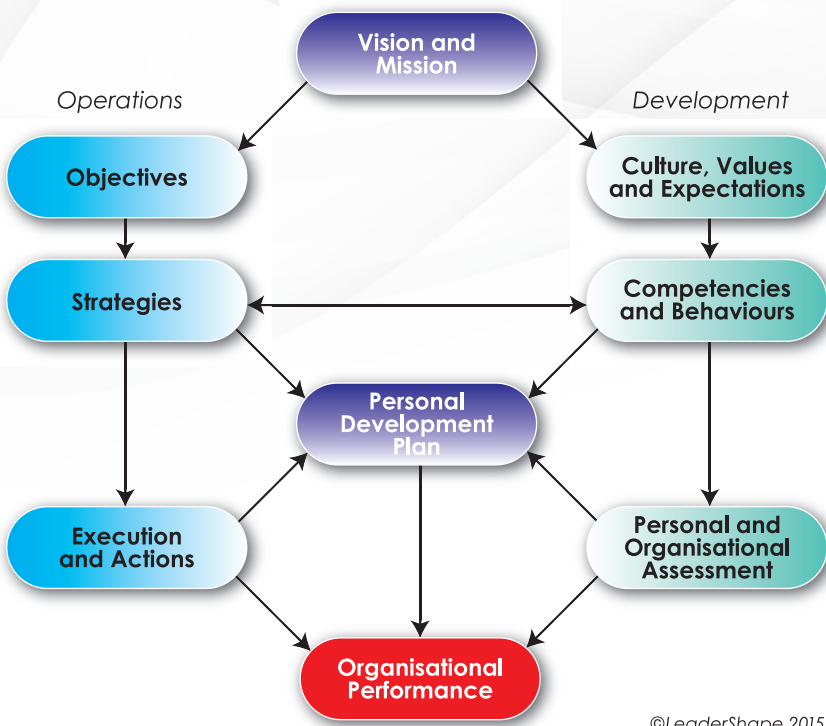 Vision and
Mission
Operations
Development
Objectives
Culture, Values
and Expectations
Strategies
Competencies
and Behaviours
Personal
Development
Plan
Execution
and Actions
Personal and
Organisational
Assessment
Organisational
Performance
©LeaderShape 2015